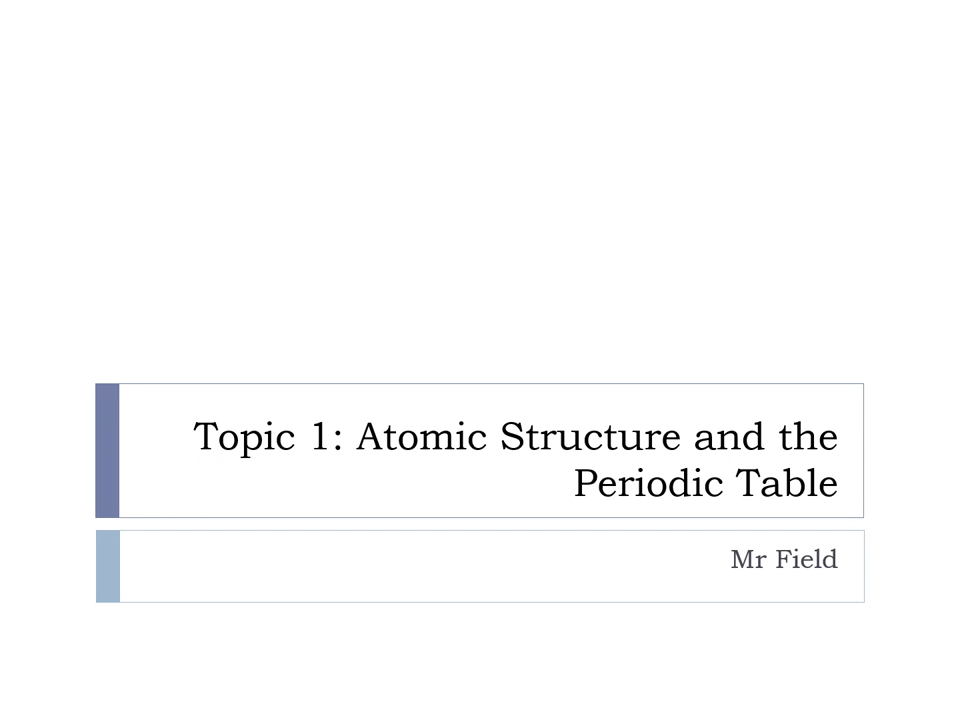 Topic 1: Atomic Structure and the
Periodic Table
Mr Field